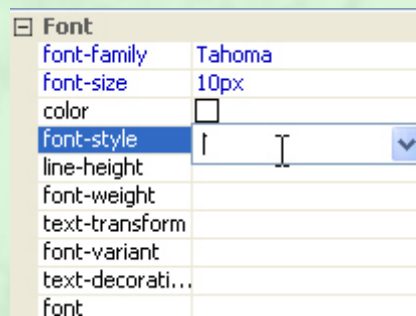 Font
font-family Tahoma
font-size 10px
color
font-style
line-height
font-weight
text-transform
font-variant
text-decorati...
font